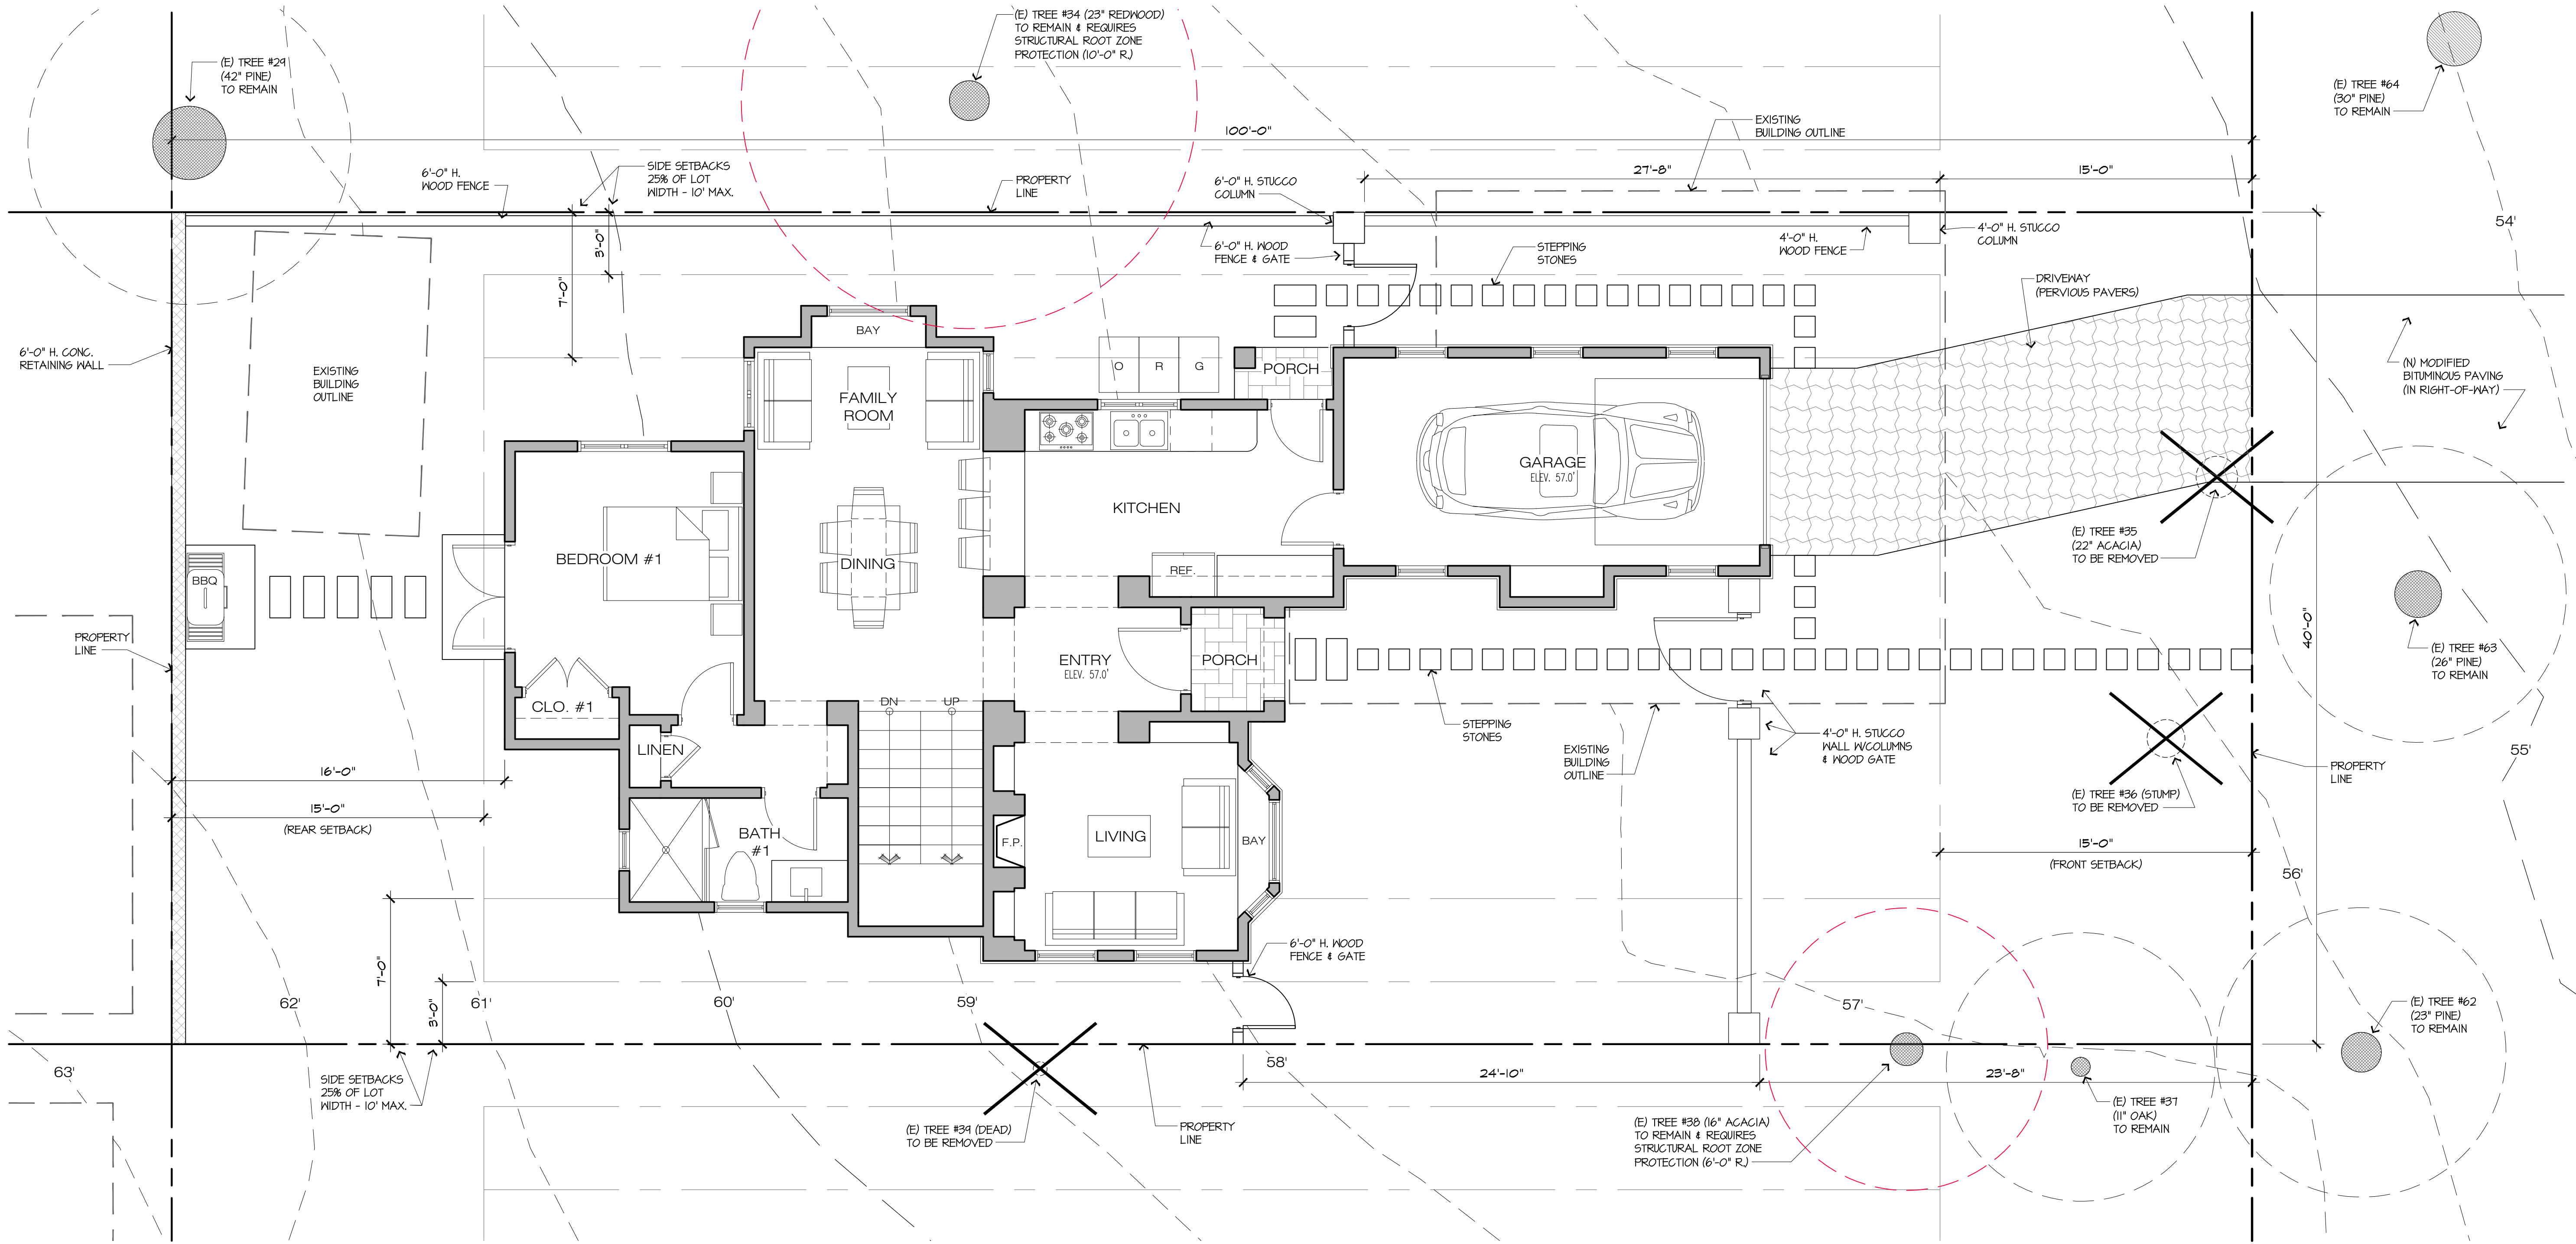 (E) TREE #29
(42" PINE)
TO REMAIN
(E) TREE #34 (23" REDWOOD)
TO REMAIN & REQUIRES
STRUCTURAL ROOT ZONE
PROTECTION (10'-0" R.)
(E) TREE #64
(30" PINE)
TO REMAIN
100'-0"
EXISTING
BUILDING OUTLINE
6'-0" H.
WOOD FENCE
SIDE SETBACKS
25% OF LOT
WIDTH - 10' MAX.
PROPERTY
LINE
6'-0" H. STUCCO
COLUMN
27'-8"
15'-0"
54'
3'-0"
7'-0"
6'-0" H. WOOD
FENCE & GATE
STEPPING
STONES
4'-0" H.
WOOD FENCE
4'-0" H. STUCCO
COLUMN
DRIVEWAY
(PERVIOUS PAVERS)
6'-0" H. CONC.
RETAINING WALL
EXISTING
BUILDING
OUTLINE
BAY
FAMILY
ROOM
O
R
G
PORCH
(N) MODIFIED
BITUMINOUS PAVING
(IN RIGHT-OF-WAY)
GARAGE
ELEV. 57.0'
KITCHEN
REF.
BEDROOM #1
DINING
BBQ
(E) TREE #35
(22" ACACIA)
TO BE REMOVED
40'-0"
PROPERTY
LINE
ENTRY
ELEV. 57.0'
PORCH
(E) TREE #63
(26" PINE)
TO REMAIN
CLO. #1
DN
UP
STEPPING
STONES
LINEN
EXISTING
BUILDING
OUTLINE
4'-0" H. STUCCO
WALL W/COLUMNS
& WOOD GATE
55'
PROPERTY
LINE
16'-0"
15'-0"
(REAR SETBACK)
(E) TREE #36 (STUMP)
TO BE REMOVED
BATH
#1
F.P.
LIVING
BAY
15'-0"
(FRONT SETBACK)
56'
7'-0"
3'-0"
6'-0" H. WOOD
FENCE & GATE
62'
61'
60'
59'
57'
(E) TREE #62
(23" PINE)
TO REMAIN
63'
58'
SIDE SETBACKS
25% OF LOT
WIDTH - 10' MAX.
24'-10"
23'-8"
(E) TREE #39 (DEAD)
TO BE REMOVED
PROPERTY
LINE
(E) TREE #38 (16" ACACIA)
TO REMAIN & REQUIRES
STRUCTURAL ROOT ZONE
PROTECTION (6'-0" R.)
(E) TREE #37
(11" OAK)
TO REMAIN